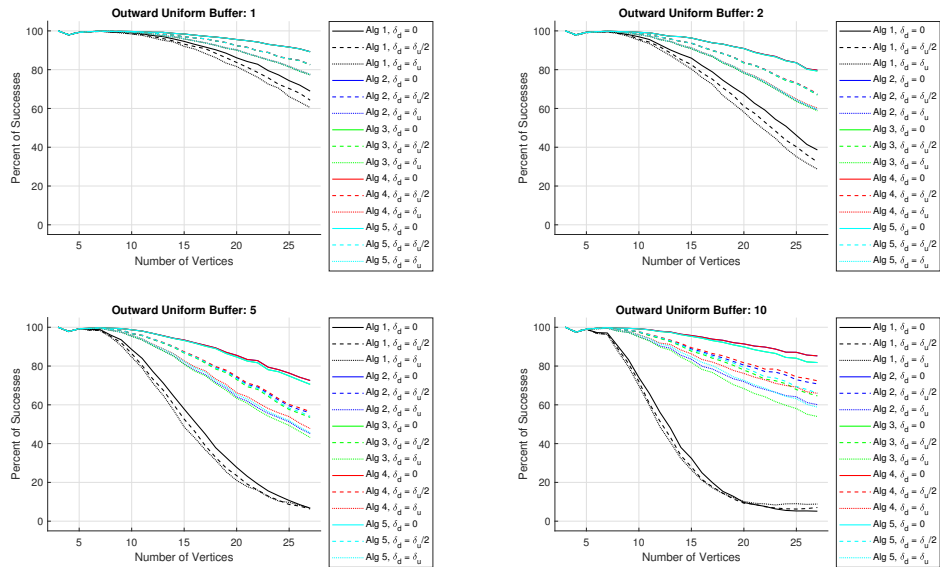 Outward Uniform Buffer: 1
Percent of Successes
100
80
60
40
20
0
5
10
15
20
25
Number of Vertices
Alg 1, δd = 0
Alg 1, δd = δu/2
Alg 1, δd = δu
Alg 2, δd = 0
Alg 2, δd = δu/2
Alg 2, δd = δu
Alg 3, δd = 0
Alg 3, δd = δu/2
Alg 3, δd = δu
Alg 4, δd = 0
Alg 4, δd = δu/2
Alg 4, δd = δu
Alg 5, δd = 0
Alg 5, δd = δu/2
Alg 5, δd = δu
Outward Uniform Buffer: 2
Percent of Successes
100
80
60
40
20
0
5
10
15
20
25
Number of Vertices
Alg 1, δd = 0
Alg 1, δd = δu/2
Alg 1, δd = δu
Alg 2, δd = 0
Alg 2, δd = δu/2
Alg 2, δd = δu
Alg 3, δd = 0
Alg 3, δd = δu/2
Alg 3, δd = δu
Alg 4, δd = 0
Alg 4, δd = δu/2
Alg 4, δd = δu
Alg 5, δd = 0
Alg 5, δd = δu/2
Alg 5, δd = δu
Outward Uniform Buffer: 5
Percent of Successes
100
80
60
40
20
0
5
10
15
20
25
Number of Vertices
Alg 1, δd = 0
Alg 1, δd = δu/2
Alg 1, δd = δu
Alg 2, δd = 0
Alg 2, δd = δu/2
Alg 2, δd = δu
Alg 3, δd = 0
Alg 3, δd = δu/2
Alg 3, δd = δu
Alg 4, δd = 0
Alg 4, δd = δu/2
Alg 4, δd = δu
Alg 5, δd = 0
Alg 5, δd = δu/2
Alg 5, δd = δu
Outward Uniform Buffer: 10
Percent of Successes
100
80
60
40
20
0
5
10
15
20
25
Number of Vertices
Alg 1, δd = 0
Alg 1, δd = δu/2
Alg 1, δd = δu
Alg 2, δd = 0
Alg 2, δd = δu/2
Alg 2, δd = δu
Alg 3, δd = 0
Alg 3, δd = δu/2
Alg 3, δd = δu
Alg 4, δd = 0
Alg 4, δd = δu/2
Alg 4, δd = δu
Alg 5, δd = 0
Alg 5, δd = δu/2
Alg 5, δd = δu